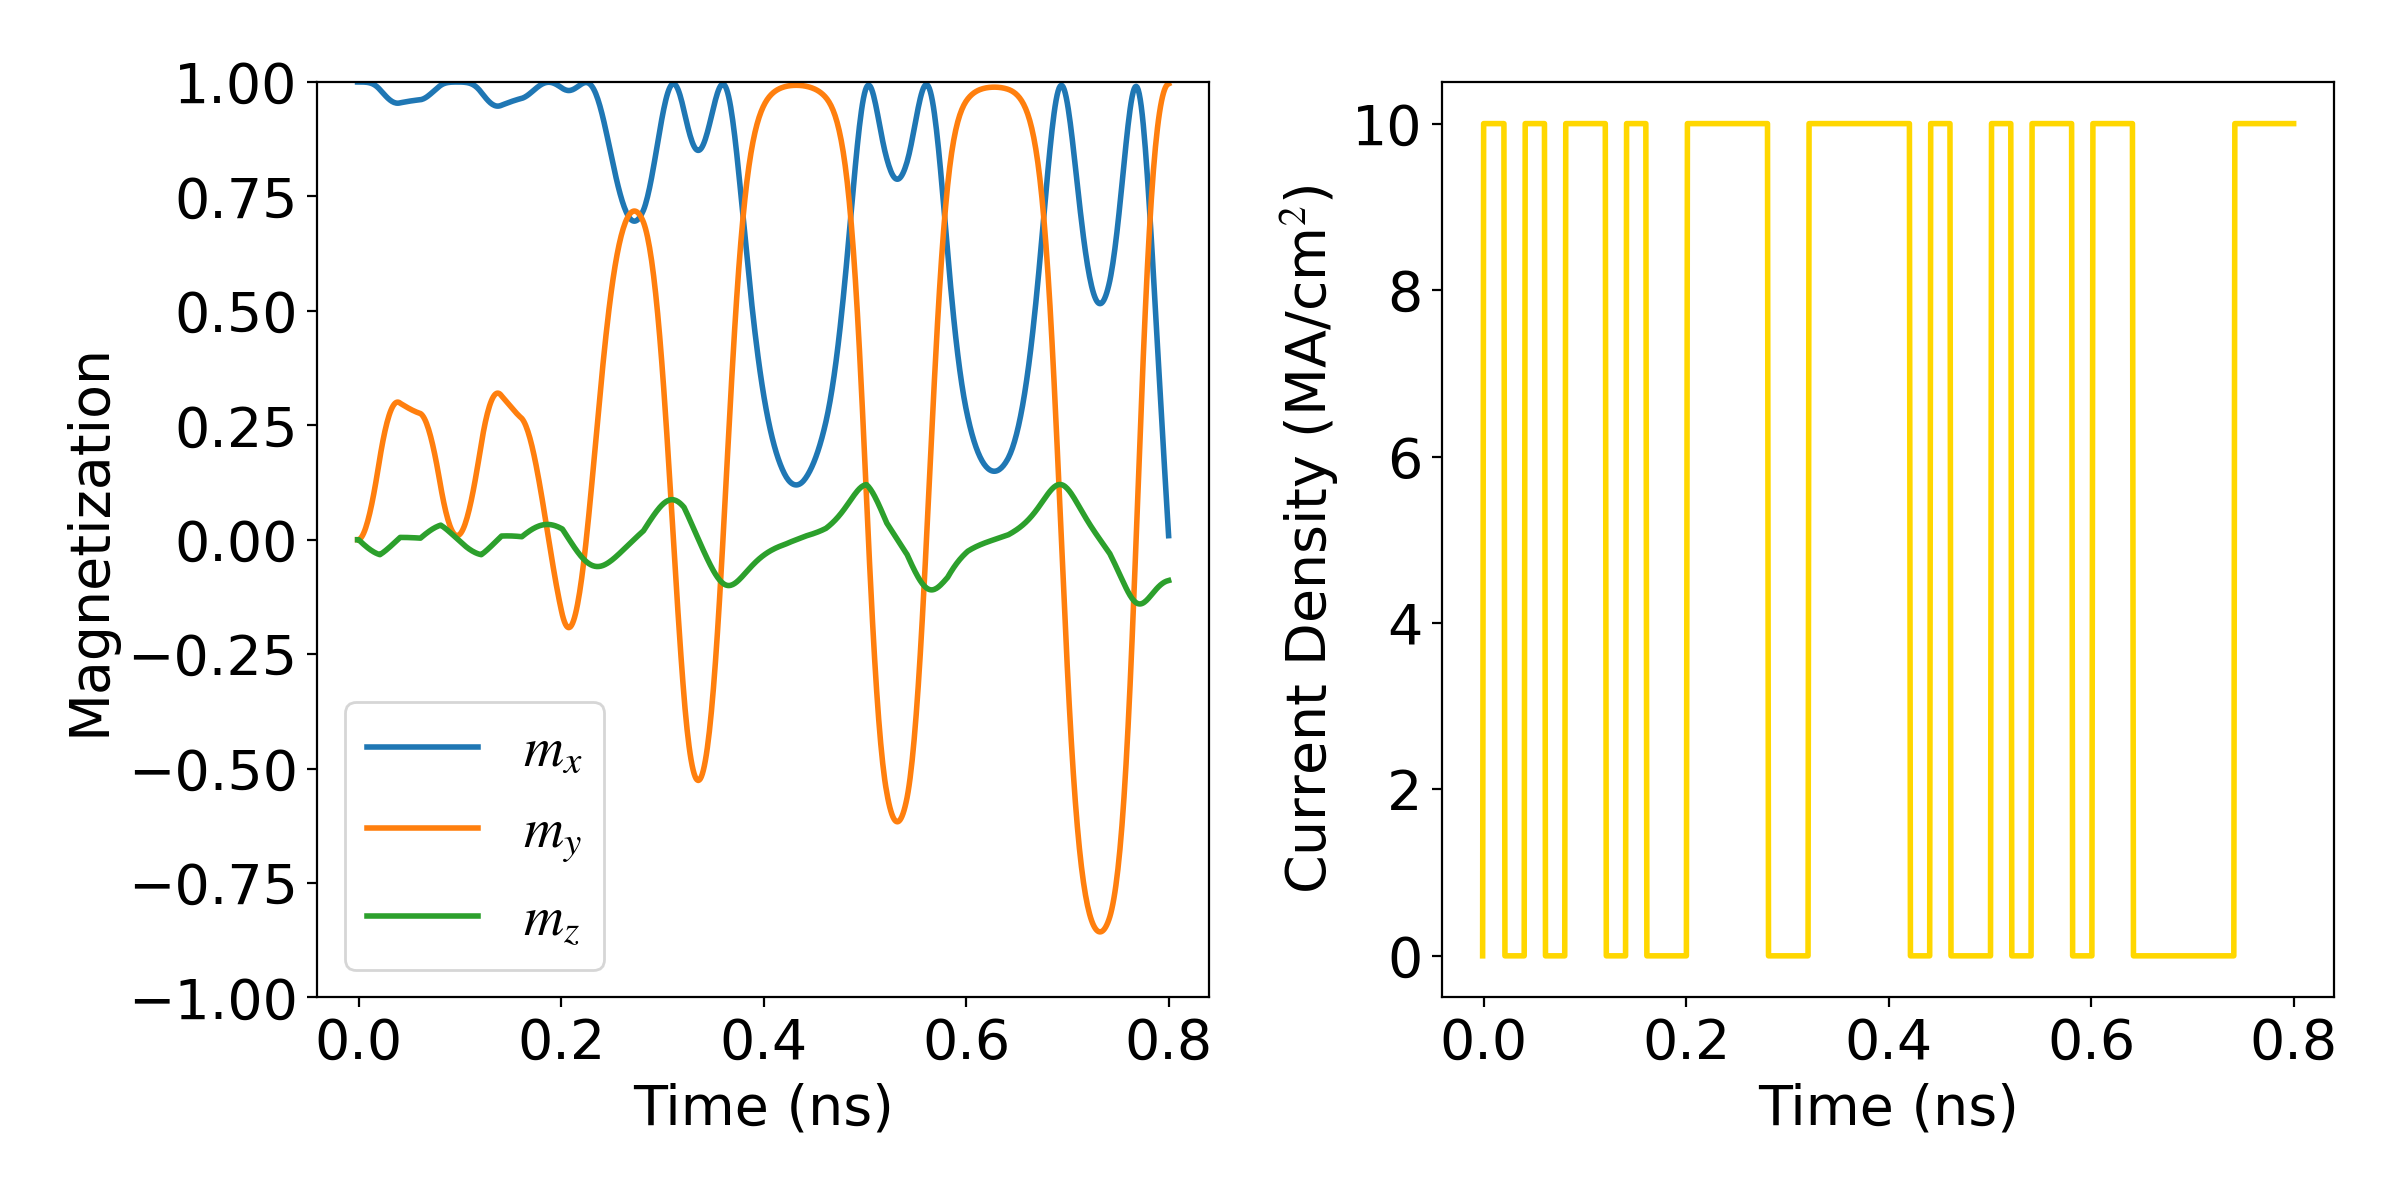 1.00
0.75
0.50
0.25
0.00
−0.25
−0.50
−0.75
−1.00
Magnetization
0.0 0.2 0.4 0.6 0.8
Time (ns)
m_x
m_y
m_z
10
8
6
4
2
0
Current Density (MA/cm²)
0.0 0.2 0.4 0.6 0.8
Time (ns)